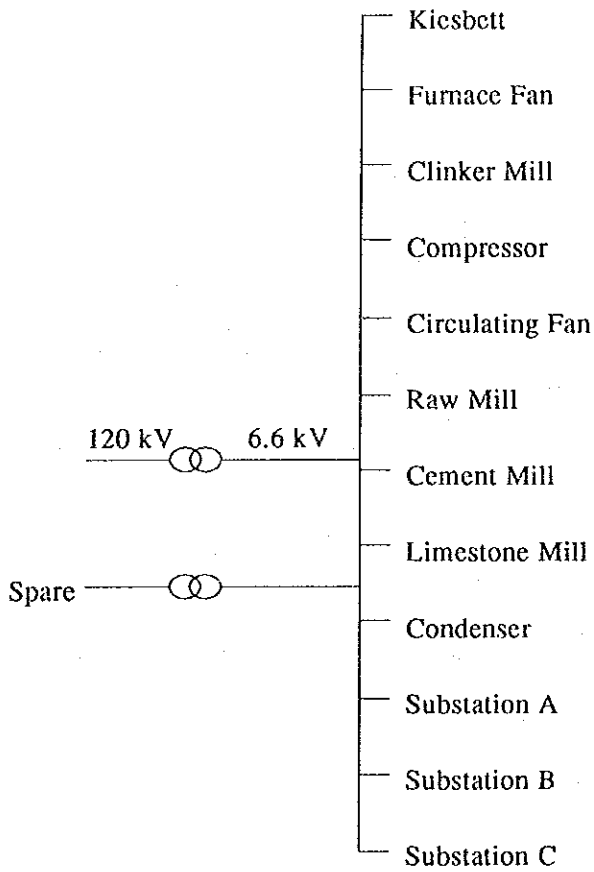 Kiesbett
Furnace Fan
Clinker Mill
Compressor
Circulating Fan
Raw Mill
120 kV
6.6 kV
Cement Mill
Limestone Mill
Spare
Condenser
Substation A
Substation B
Substation C